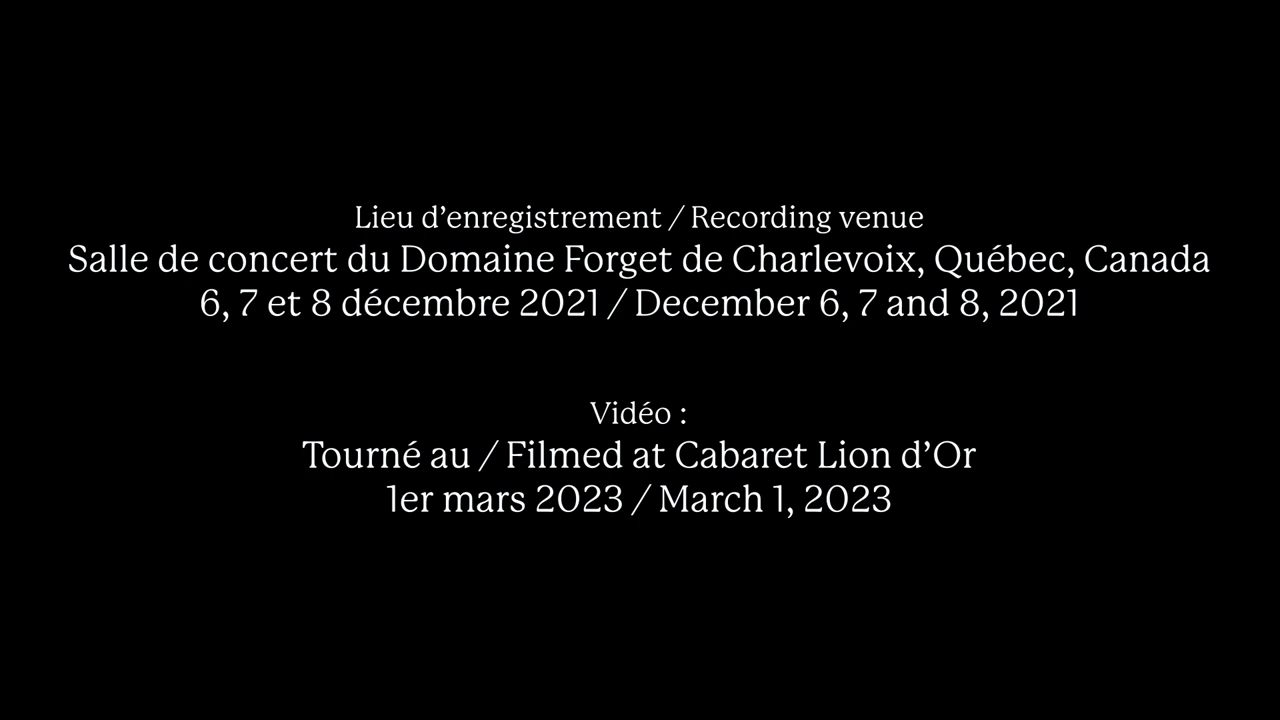 Lieu d’enregistrement / Recording venue
Salle de concert du Domaine Forget de Charlevoix, Québec, Canada
6, 7 et 8 décembre 2021 / December 6, 7 and 8, 2021
Vidéo :
Tourné au / Filmed at Cabaret Lion d’Or
1er mars 2023 / March 1, 2023